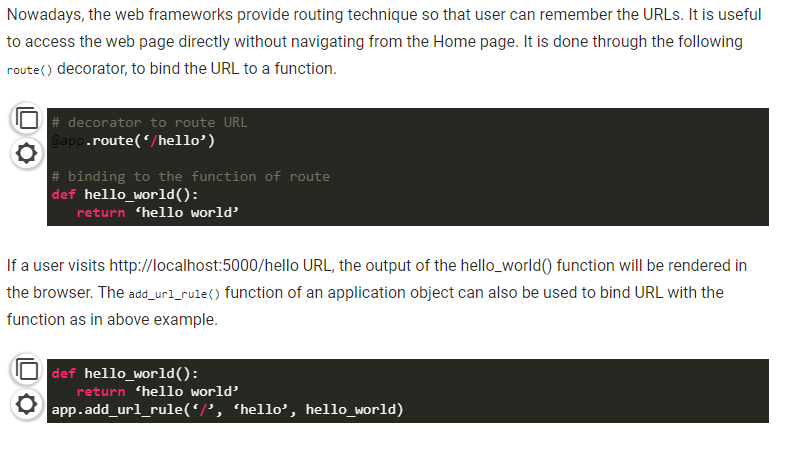 Nowadays, the web frameworks provide routing technique so that user can remember the URLs. It is useful
to access the web page directly without navigating from the Home page. It is done through the following
route() decorator, to bind the URL to a function.
# decorator to route URL
@app.route(‘/hello’)
# binding to the function of route
def hello_world():
   return ‘hello world’
If a user visits http://localhost:5000/hello URL, the output of the hello_world() function will be rendered in
the browser. The add_url_rule() function of an application object can also be used to bind URL with the
function as in above example.
def hello_world():
   return ‘hello world’
app.add_url_rule(‘/’, ‘hello’, hello_world)